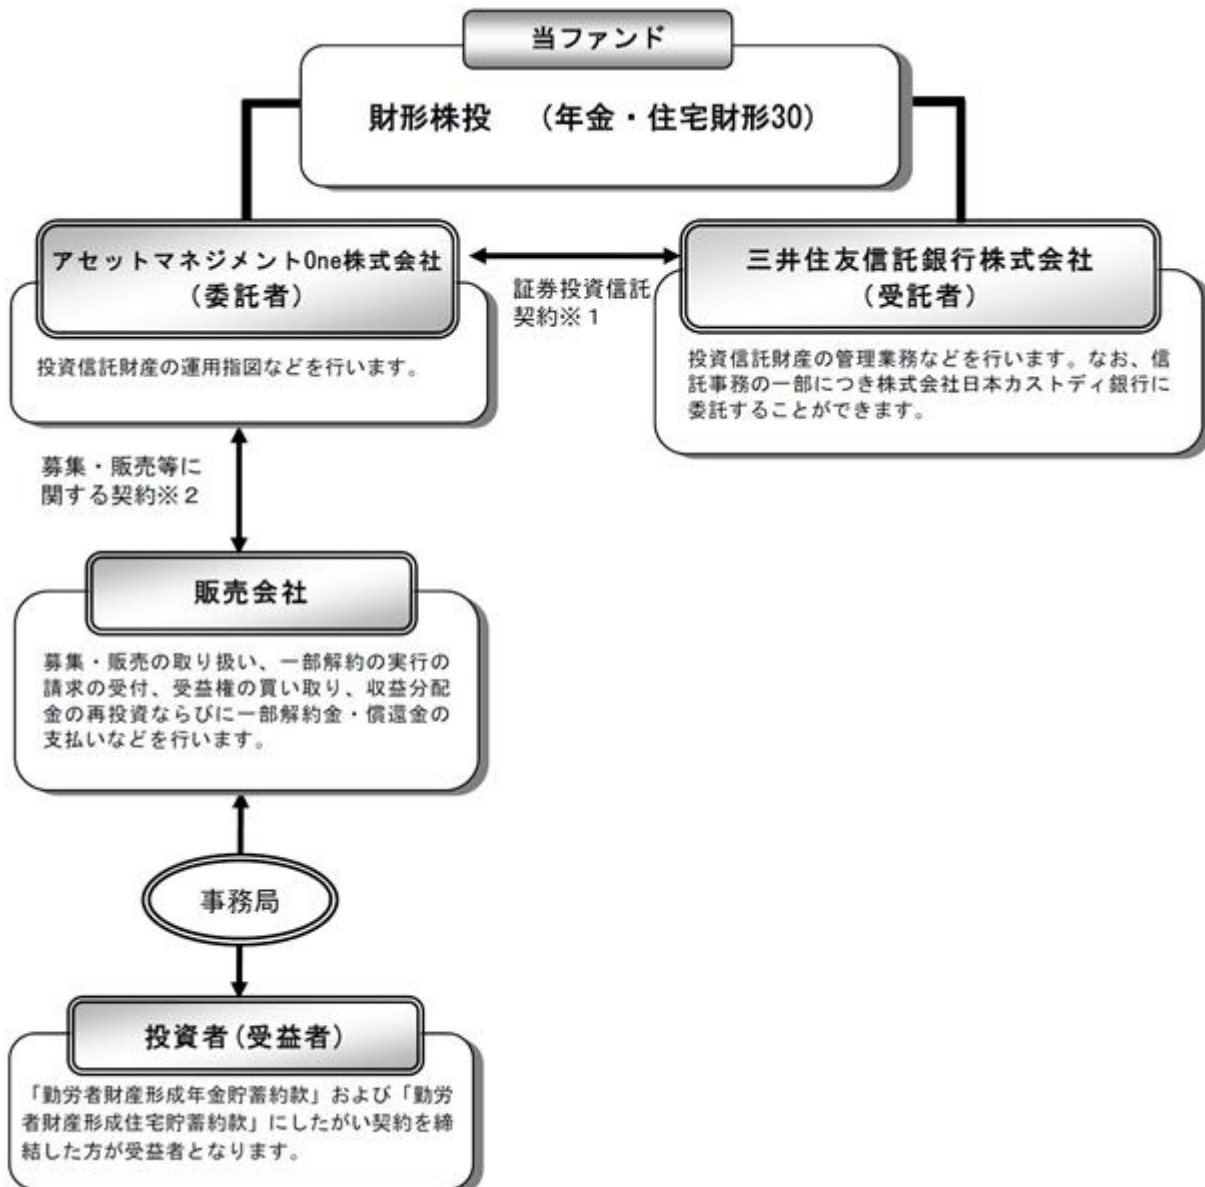 当ファンド
財形株投 （年金・住宅財形30）
アセットマネジメントOne株式会社
（委託者）
投資信託財産の運用指図などを行います。
証券投資信託
契約※１
三井住友信託銀行株式会社
（受託者）
投資信託財産の管理業務などを行います。なお、信
託事務の一部につき株式会社日本カストディ銀行に
委託することができます。
募集・販売等に
関する契約※２
販売会社
募集・販売の取り扱い、一部解約の実行の
請求の受付、受益権の買い取り、収益分配
金の再投資ならびに一部解約金・償還金の
支払いなどを行います。
事務局
投資者(受益者)
「勤労者財産形成年金貯蓄約款」および「勤労
者財産形成住宅貯蓄約款」にしたがい契約を締
結した方が受益者となります。